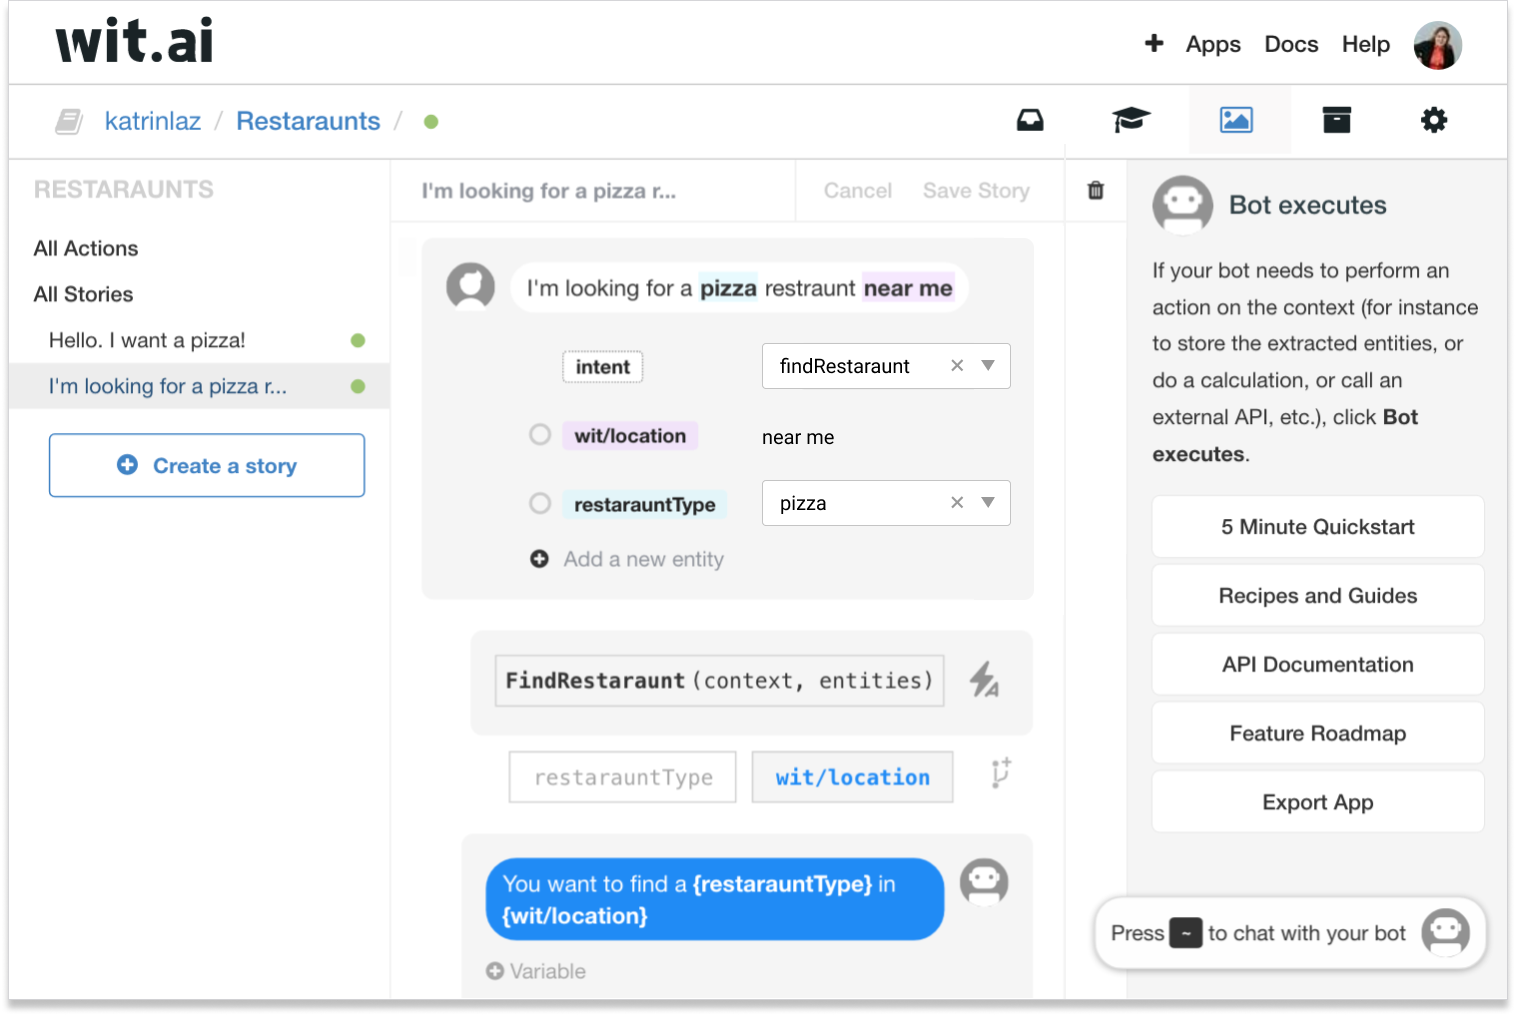 wit.ai
+ Apps Docs Help
katrinlaz / Restaraunts /
RESTARAUNTS
All Actions
All Stories
Hello. I want a pizza!
I'm looking for a pizza r...
Create a story
I'm looking for a pizza r...
Cancel Save Story
I'm looking for a pizza restraunt near me
intent findRestaraunt
wit/location near me
restarauntType pizza
Add a new entity
FindRestaraunt(context, entities)
restarauntType wit/location
You want to find a {restarauntType} in
{wit/location}
Variable
Bot executes
If your bot needs to perform an
action on the context (for instance
to store the extracted entities, or
do a calculation, or call an
external API, etc.), click Bot
executes.
5 Minute Quickstart
Recipes and Guides
API Documentation
Feature Roadmap
Export App
Press ~ to chat with your bot